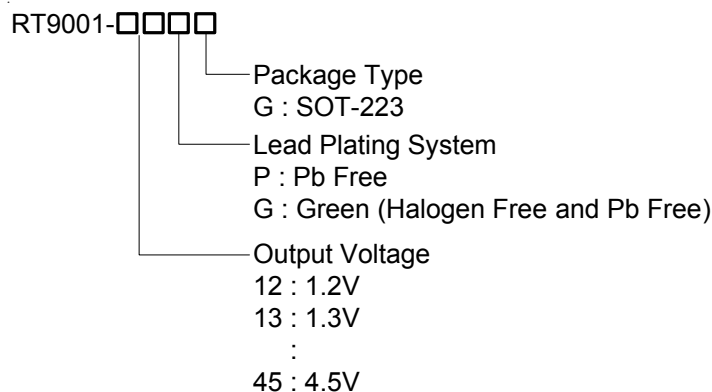 RT9001-□□□□
Package Type
G : SOT-223
Lead Plating System
P : Pb Free
G : Green (Halogen Free and Pb Free)
Output Voltage
12 : 1.2V
13 : 1.3V
:
45 : 4.5V